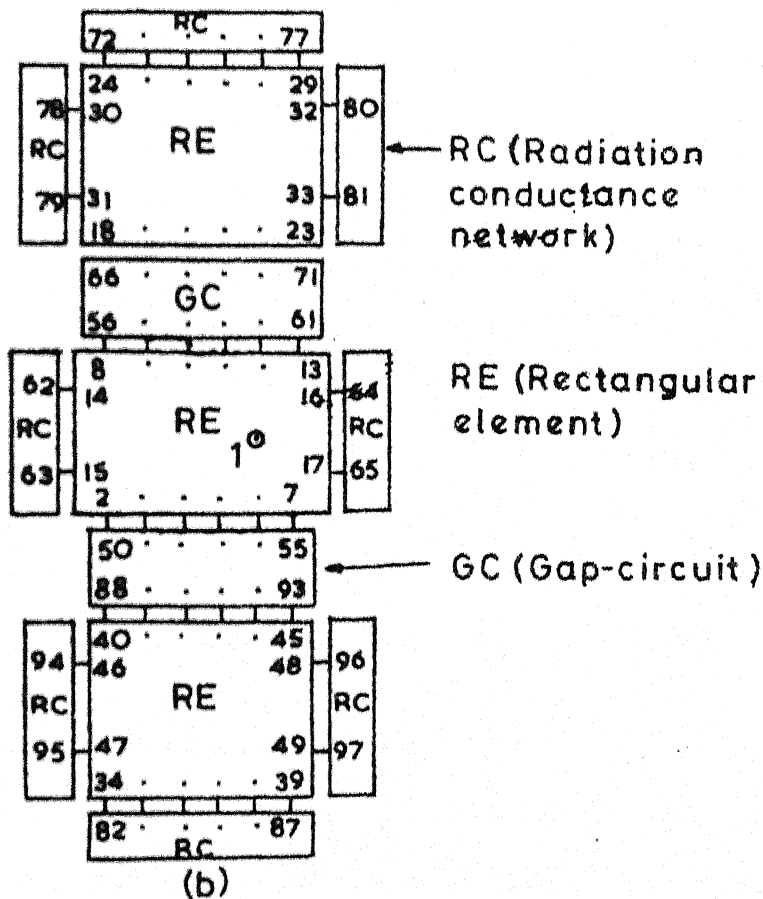 RC
72 . . . . 77
24 . . . . 29
78 30 32 80
RE
RC
79 31 33 81
18 . . . . 23
RC (Radiation
conductance
network)
66 . . . . 71
GC
56 . . . . 61
8 . . . . 13
62 14 16 64
RC RE RC
1
63 15 17 65
2 . . . . 7
RE (Rectangular
element)
50 . . . . 55
88 . . . . 93
GC (Gap-circuit)
40 . . . . 45
94 46 48 96
RC RE RC
95 47 49 97
34 . . . . 39
82 . . . . 87
RC
(b)